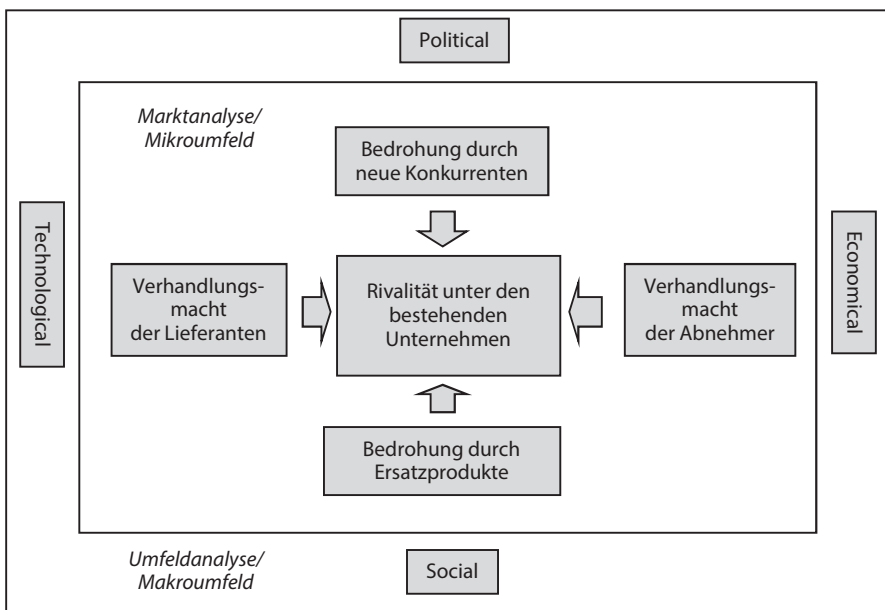 Political
Marktanalyse/
Mikroumfeld
Bedrohung durch
neue Konkurrenten
Technological
Verhandlungs-
macht
der Lieferanten
Rivalität unter den
bestehenden
Unternehmen
Verhandlungs-
macht
der Abnehmer
Economical
Bedrohung durch
Ersatzprodukte
Umfeldanalyse/
Makroumfeld
Social